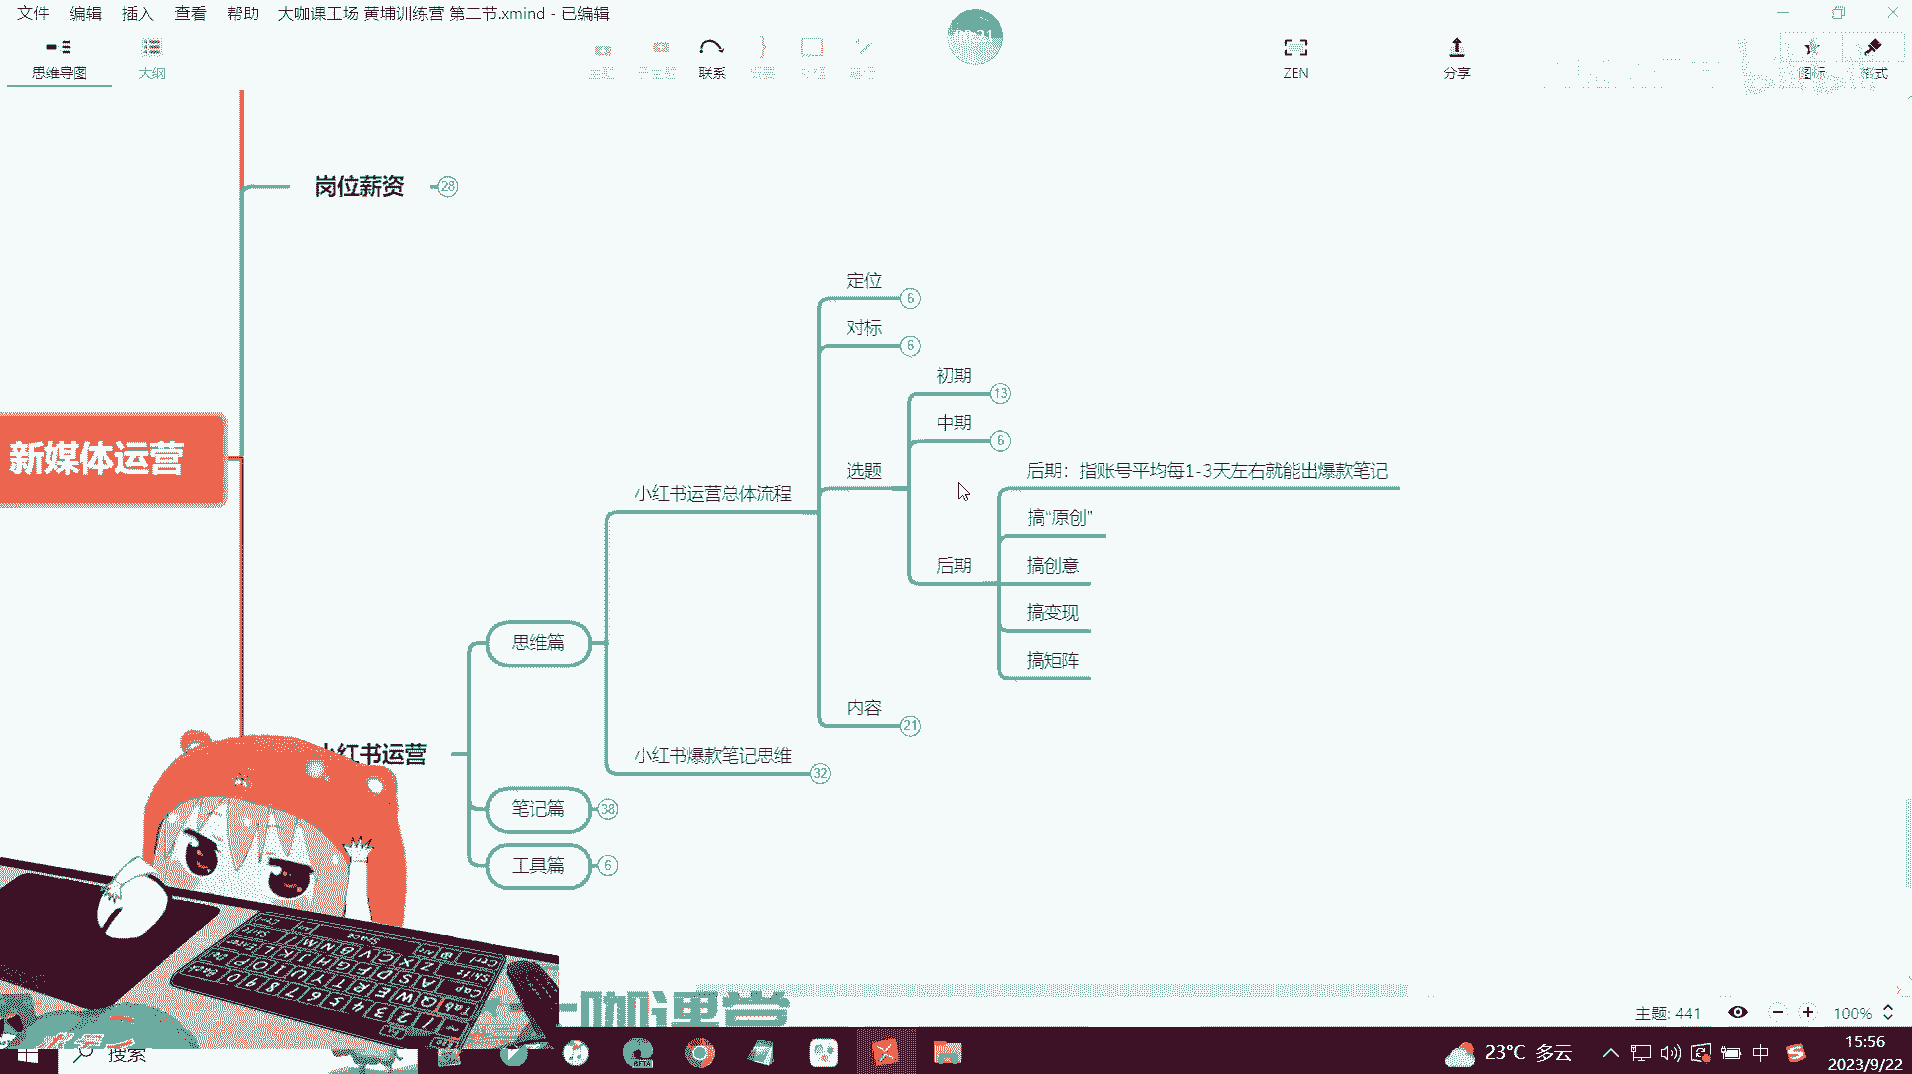 文件 编辑 插入 查看 帮助 大咖课工场 黄埔训练营 第二节.xmind - 已编辑
思维导图 大纲 联系 ZEN 分享 图标 格式
岗位薪资 28
定位 6
对标 6
初期 13
中期 6
新媒体运营
选题
后期：指账号平均每1-3天左右就能出爆款笔记
小红书运营总体流程
搞“原创”
后期
搞创意
搞变现
思维篇
搞矩阵
内容 21
小红书运营
小红书爆款笔记思维 32
笔记篇 38
工具篇 6
咖课堂
主题: 441 100%
搜索
23°C 多云
中
15:56
2023/9/22